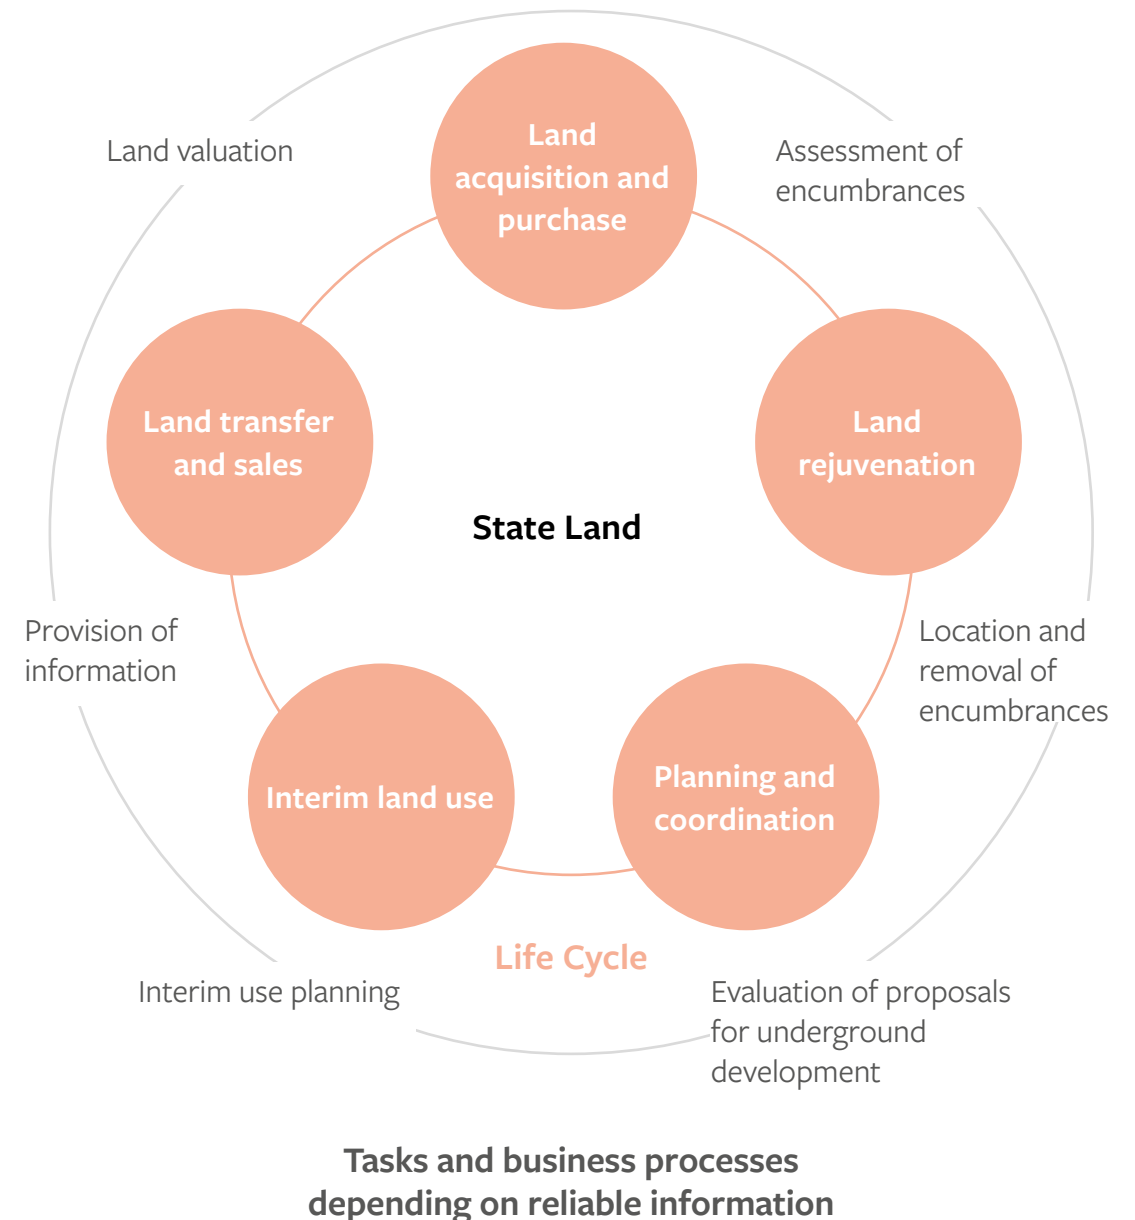 Land
acquisition and
purchase
Land valuation
Assessment of
encumbrances
Land transfer
and sales
Land
rejuvenation
State Land
Provision of
information
Location and
removal of
encumbrances
Interim land use
Planning and
coordination
Life Cycle
Interim use planning
Evaluation of proposals
for underground
development
Tasks and business processes
depending on reliable information